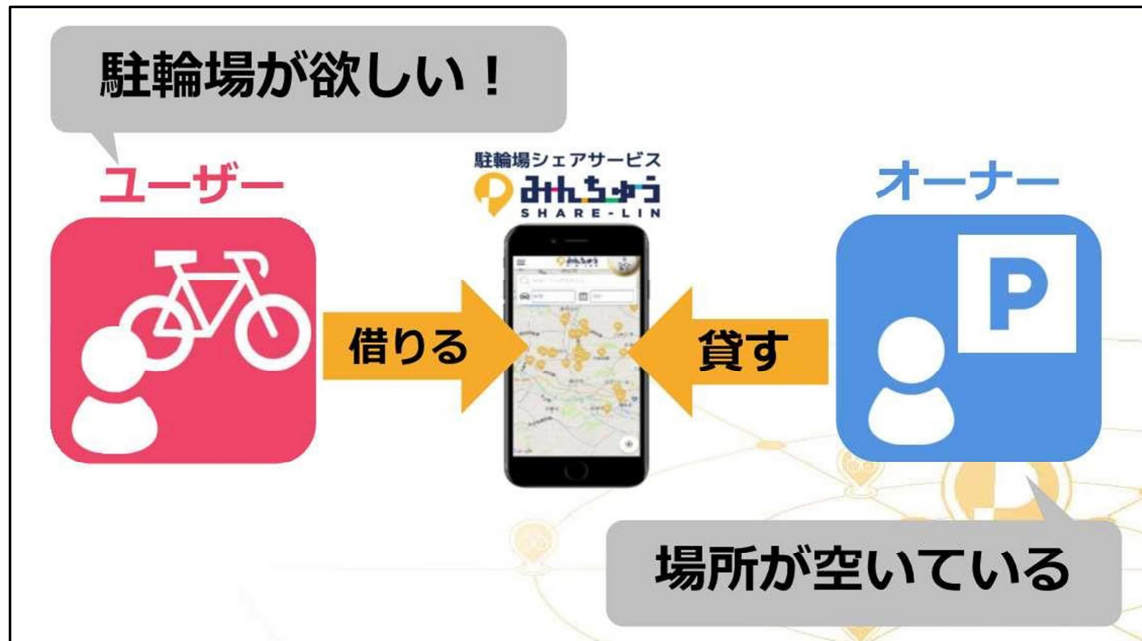 駐輪場が欲しい！
ユーザー
駐輪場シェアサービス
みんちゅう
SHARE-LIN
オーナー
P
借りる
貸す
場所が空いている